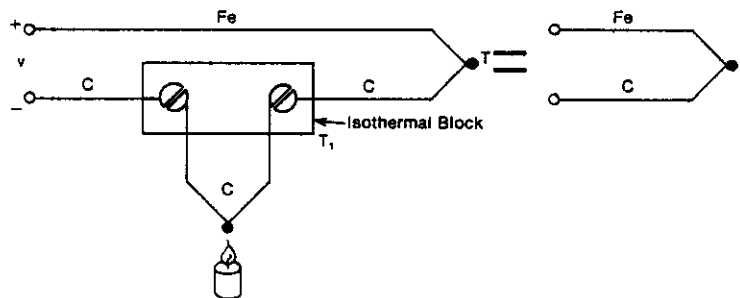 + Fe Fe
v T
C C C
− Isothermal Block
T₁
C